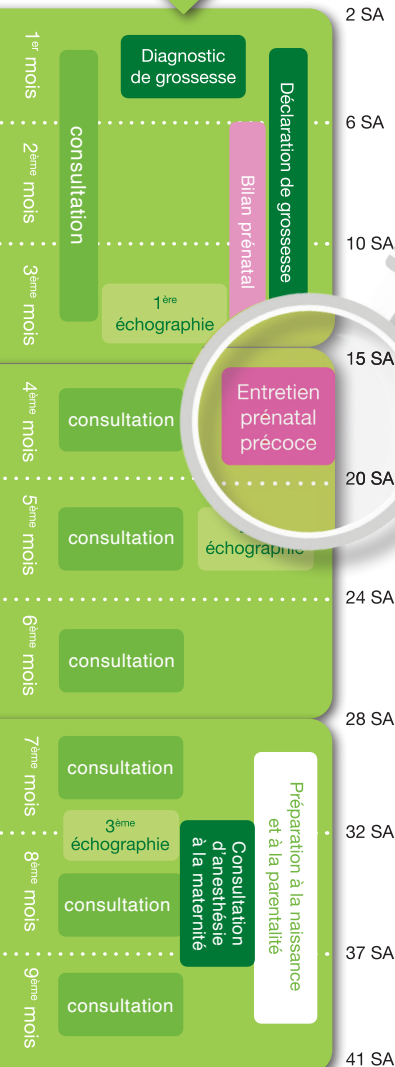 2 SA
1er mois
Diagnostic
de grossesse
Déclaration de grossesse
consultation
6 SA
2ème mois
Bilan prénatal
10 SA
3ème mois
1ère
échographie
15 SA
4ème mois
consultation
Entretien
prénatal
précoce
20 SA
5ème mois
consultation
échographie
24 SA
6ème mois
consultation
28 SA
7ème mois
consultation
Préparation à la naissance
et à la parentalité
3ème
échographie
32 SA
Consultation
d'anesthésie
à la maternité
8ème mois
consultation
37 SA
9ème mois
consultation
41 SA